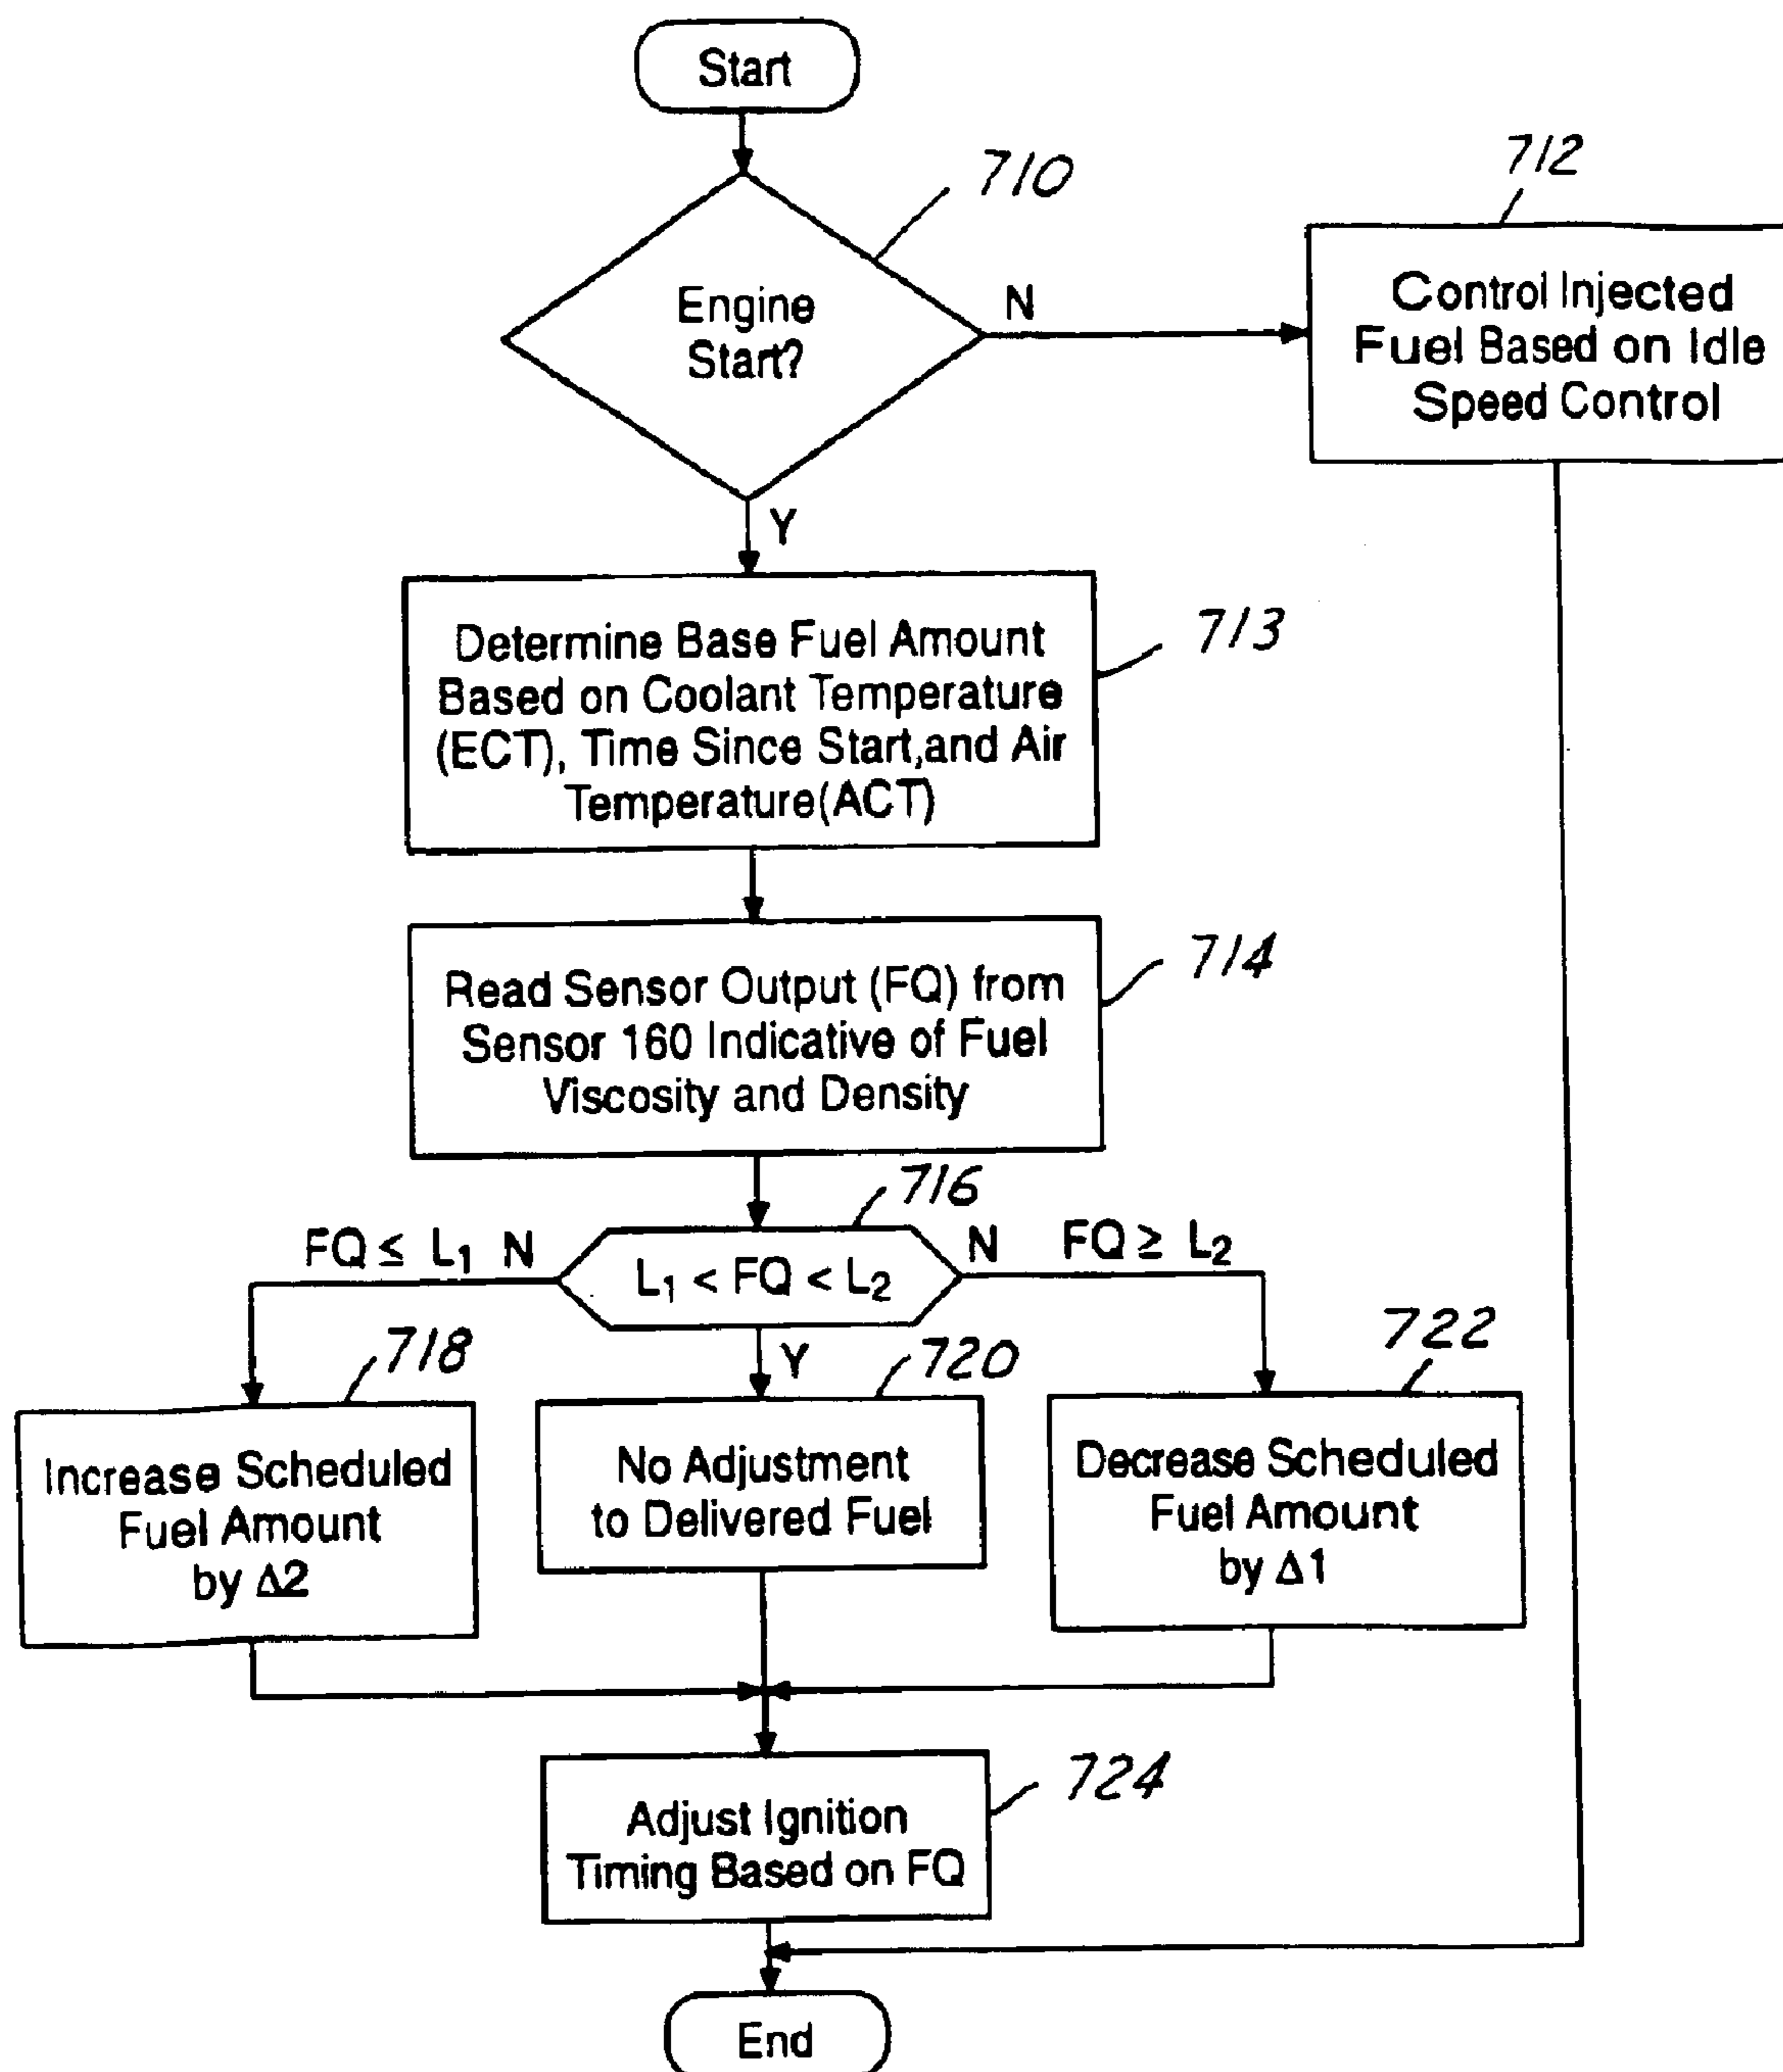 Start
710
712
Engine
Start?
N
Control Injected
Fuel Based on Idle
Speed Control
Y
Determine Base Fuel Amount
Based on Coolant Temperature
(ECT), Time Since Start,and Air
Temperature(ACT)
713
Read Sensor Output (FQ) from
Sensor 160 Indicative of Fuel
Viscosity and Density
714
716
FQ ≤ L₁ N
L₁ < FQ < L₂
N FQ ≥ L₂
Y
718
720
722
Increase Scheduled
Fuel Amount
by Δ2
No Adjustment
to Delivered Fuel
Decrease Scheduled
Fuel Amount
by Δ1
724
Adjust Ignition
Timing Based on FQ
End